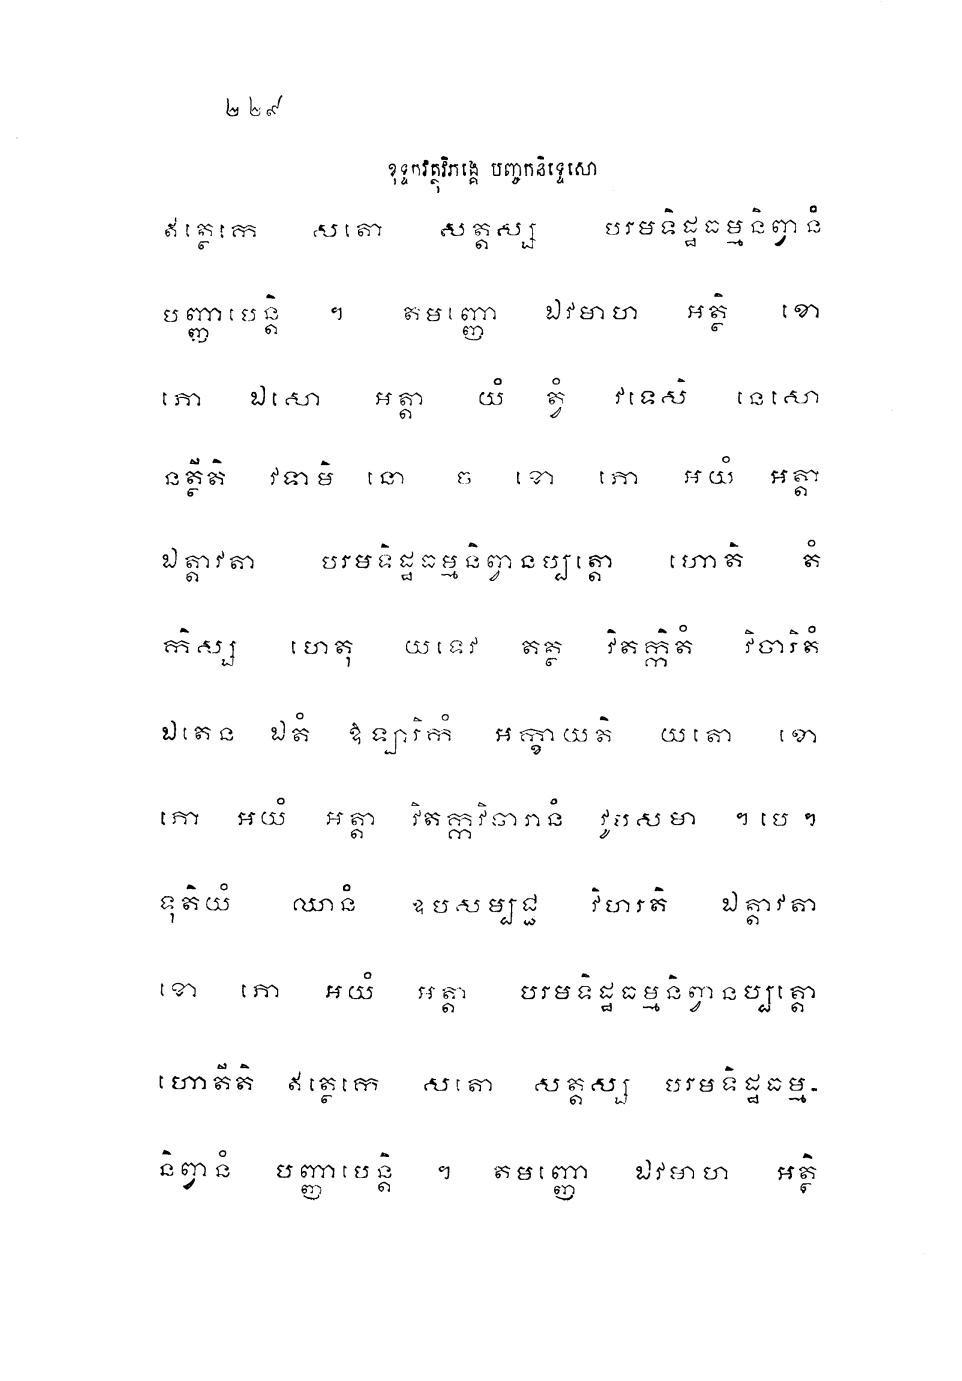 ២២៩
ខុទ្ទកវត្ថុវិភង្គេ បញ្ចកនិទ្ទេសោ
ឥត្ថេកេ សតោ សត្តស្ស បរមទិដ្ឋធម្មនិព្វានំ
បញ្ញាបេន្តិ ។ តមញ្ញោ ឯវមាហ អត្ថិ ខោ
ភោ ឯសោ អត្តា យំ ត្វំ វទេសិ នេសោ
នត្ថីតិ វទាមិ នោ ច ខោ ភោ អយំ អត្តា
ឯត្តាវតា បរមទិដ្ឋធម្មនិព្វានប្បត្តោ ហោតិ តំ
កិស្ស ហេតុ យទេវ តត្ថ វិតក្កិតំ វិចារិតំ
ឯតេន ឯតំ ឱឡារិកំ អក្ខាយតិ យតោ ខោ
ភោ អយំ អត្តា វិតក្កវិចារានំ វូបសមា ។ បេ ។
ទុតិយំ ឈានំ ឧបសម្បជ្ជ វិហរតិ ឯត្តាវតា
ខោ ភោ អយំ អត្តា បរមទិដ្ឋធម្មនិព្វានប្បត្តោ
ហោតីតិ ឥត្ថេកេ សតោ សត្តស្ស បរមទិដ្ឋធម្ម-
និព្វានំ បញ្ញាបេន្តិ ។ តមញ្ញោ ឯវមាហ អត្ថិ